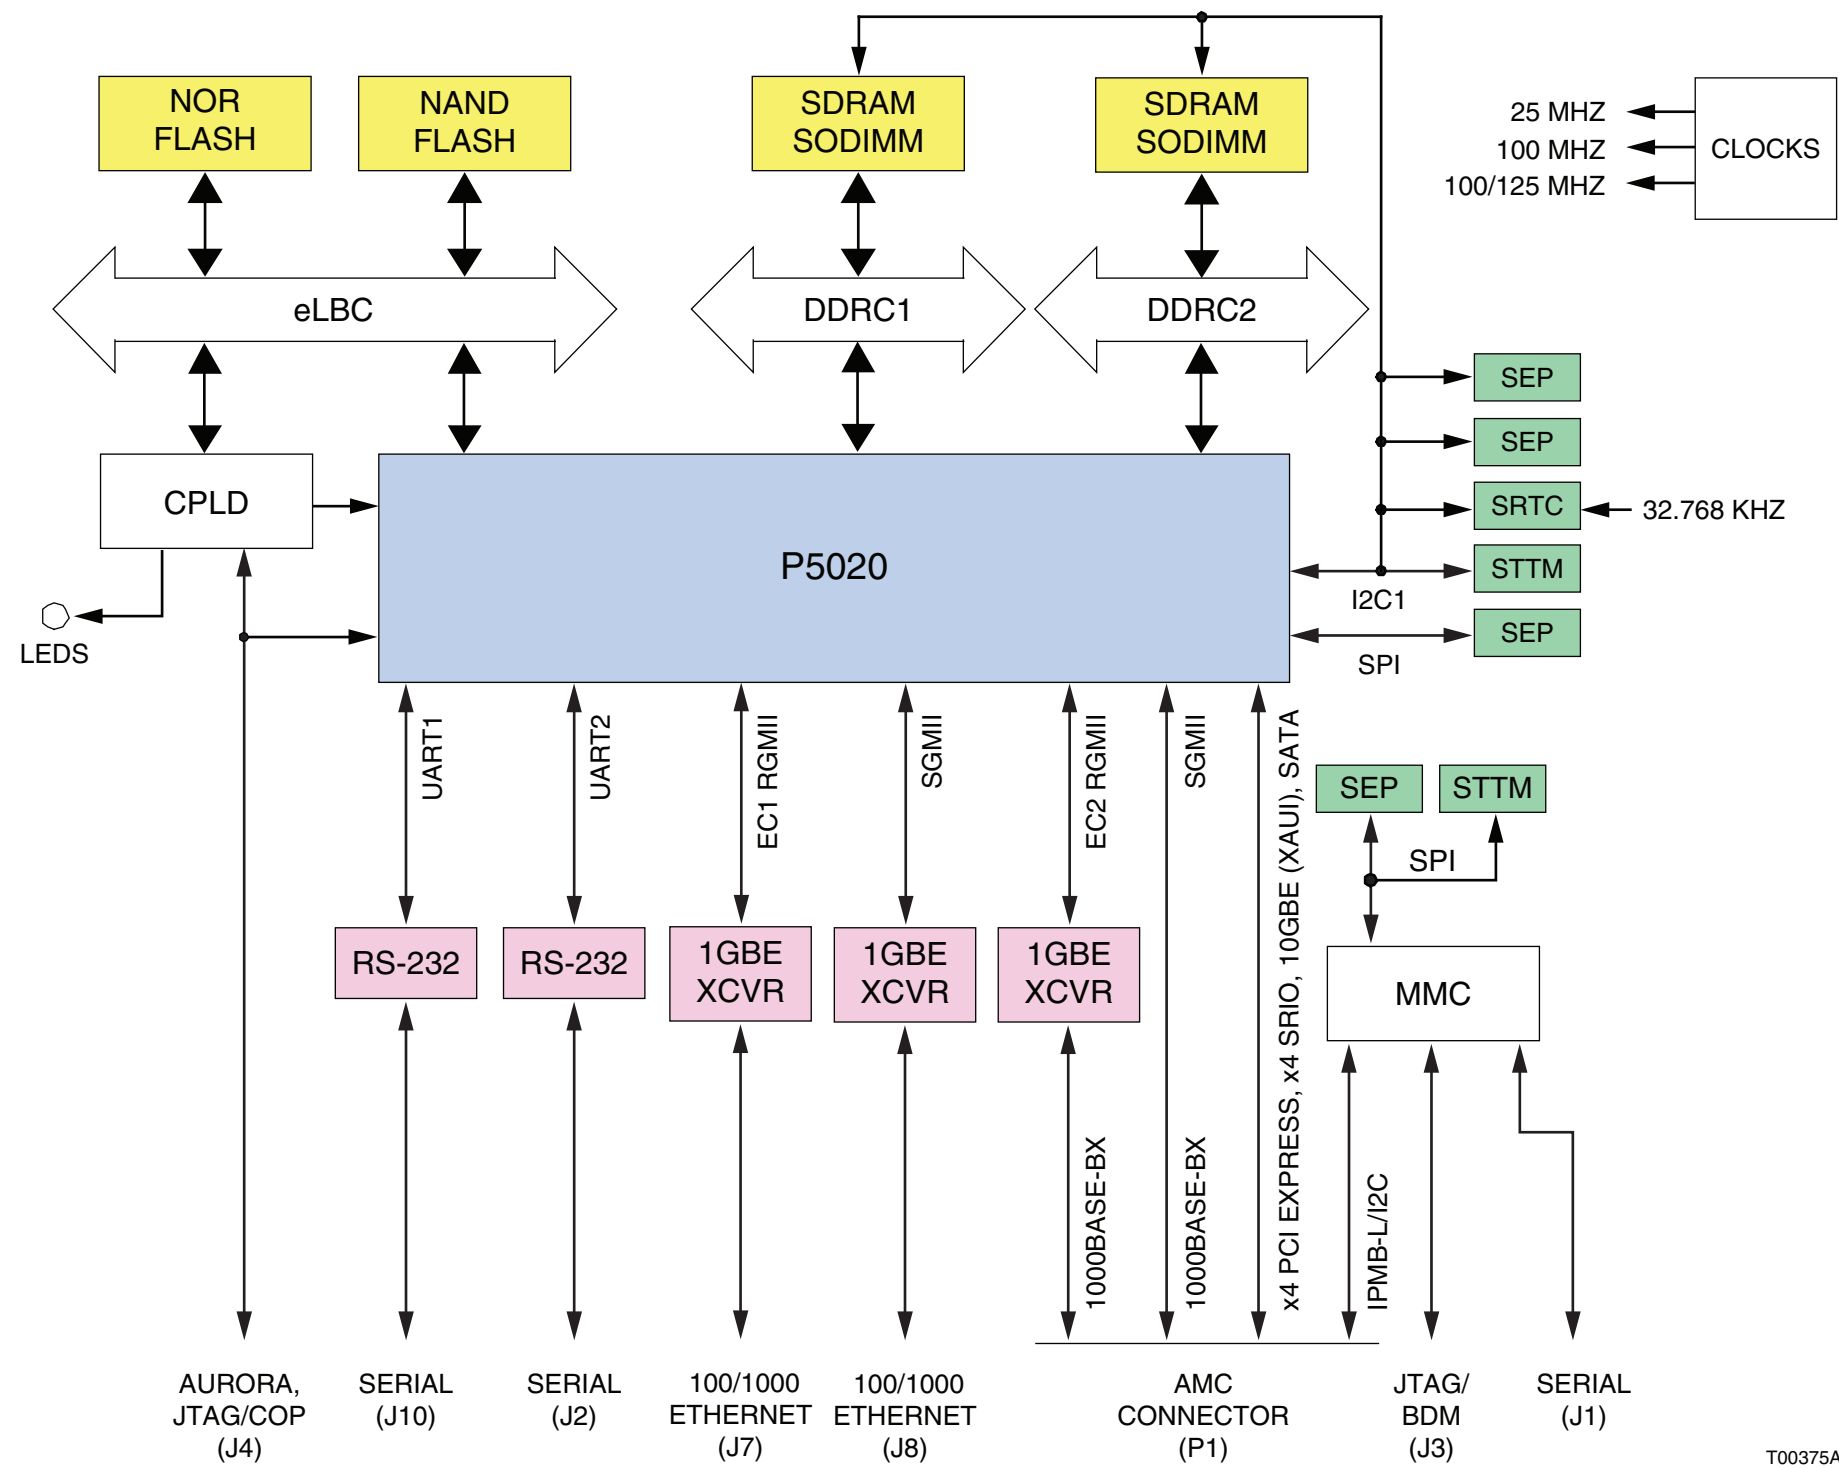 NOR
FLASH
NAND
FLASH
SDRAM
SODIMM
SDRAM
SODIMM
25 MHZ
100 MHZ
100/125 MHZ
CLOCKS
eLBC
DDRC1
DDRC2
SEP
SEP
SRTC
32.768 KHZ
STTM
I2C1
SEP
SPI
CPLD
P5020
LEDS
UART1
UART2
EC1 RGMII
SGMII
EC2 RGMII
SGMII
x4 PCI EXPRESS, x4 SRIO, 10GBE (XAUI), SATA
SEP
STTM
SPI
RS-232
RS-232
1GBE
XCVR
1GBE
XCVR
1GBE
XCVR
MMC
1000BASE-BX
1000BASE-BX
IPMB-L/I2C
AURORA,
JTAG/COP
(J4)
SERIAL
(J10)
SERIAL
(J2)
100/1000
ETHERNET
(J7)
100/1000
ETHERNET
(J8)
AMC
CONNECTOR
(P1)
JTAG/
BDM
(J3)
SERIAL
(J1)
T00375A